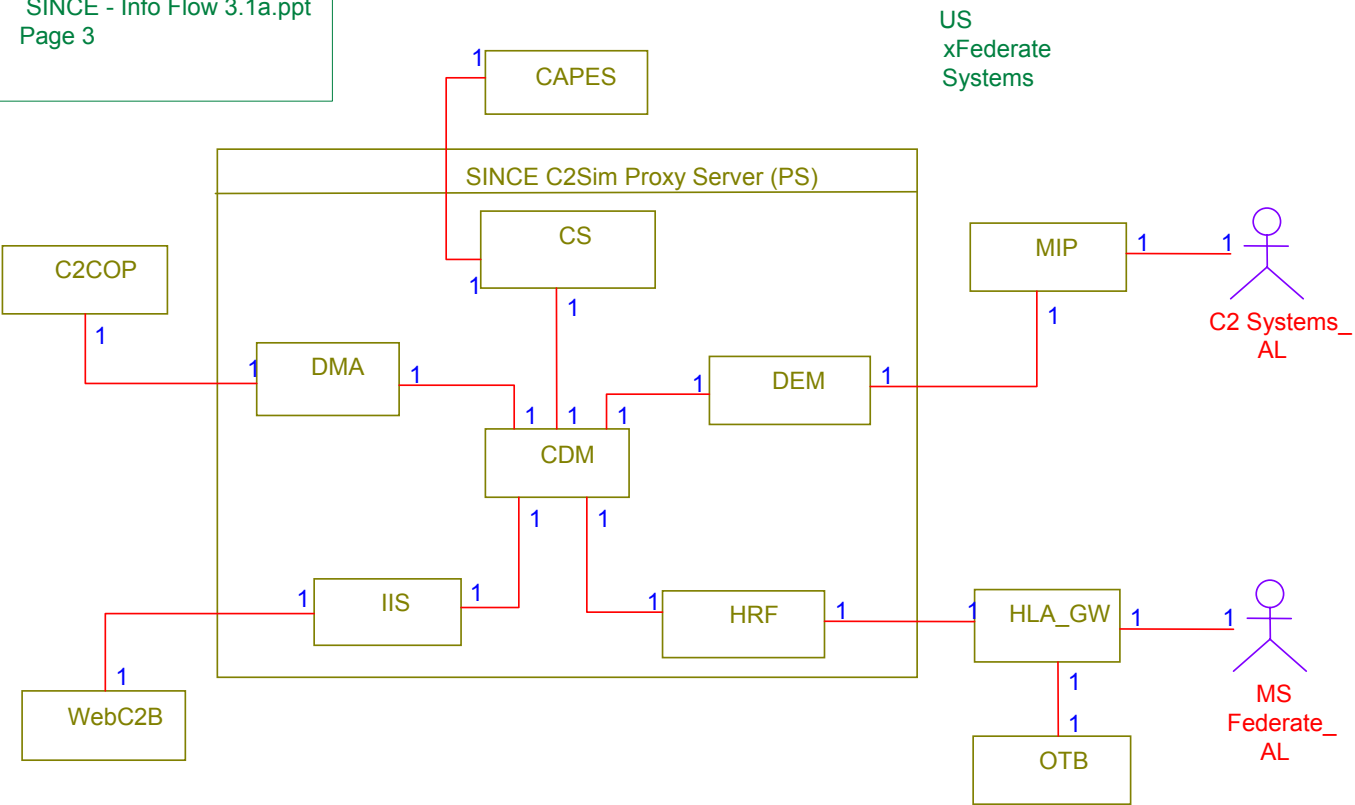 SINCE - Info Flow 3.1a.ppt
Page 3
US
xFederate
Systems
1
CAPES
SINCE C2Sim Proxy Server (PS)
CS
1
1
C2COP
1
MIP
1
1
1
C2 Systems_
AL
1
DMA
1
1
DEM
1
1
1
1
CDM
1
1
1
IIS
1
1
HRF
1
1
HLA_GW
1
1
1
WebC2B
1
1
OTB
MS
Federate_
AL